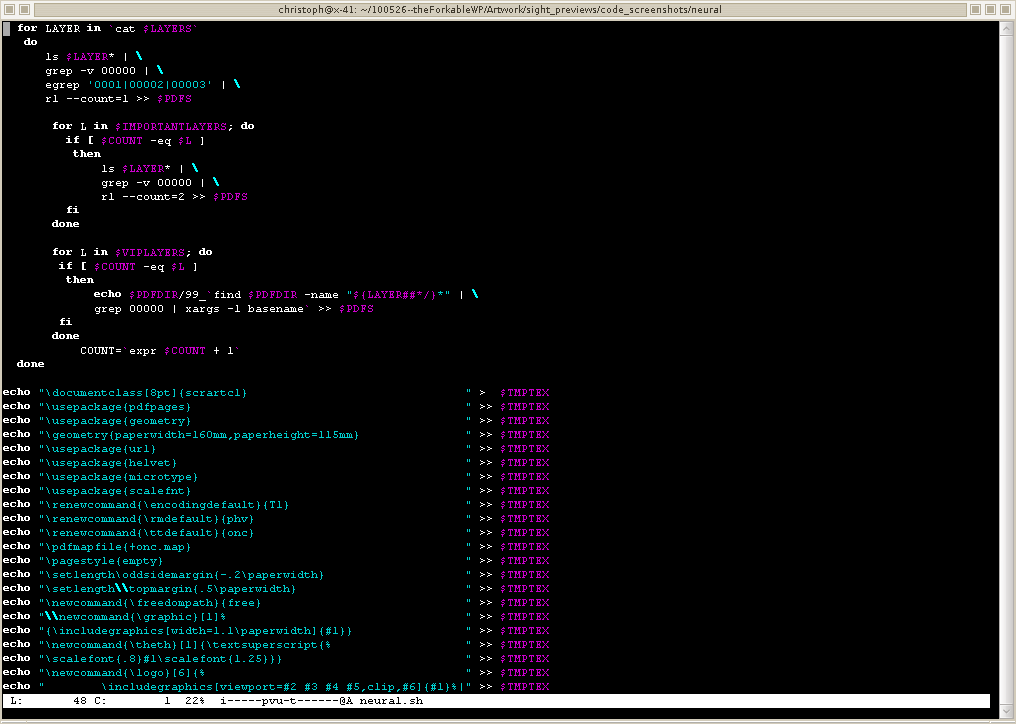 christoph@x-41: ~/100526--theForkableWP/Artwork/sight_previews/code_screenshots/neural
for LAYER in `cat $LAYERS`
do
ls $LAYER* | \
grep -v 00000 | \
egrep '0001|00002|00003' | \
rl --count=1 >> $PDFS
for L in $IMPORTANTLAYERS; do
if [ $COUNT -eq $L ]
then
ls $LAYER* | \
grep -v 00000 | \
rl --count=2 >> $PDFS
fi
done
for L in $VIPLAYERS; do
if [ $COUNT -eq $L ]
then
echo $PDFDIR/99_`find $PDFDIR -name "${LAYER##*/}*" | \
grep 00000 | xargs -l basename` >> $PDFS
fi
done
COUNT=`expr $COUNT + 1`
done
echo "\documentclass[8pt]{scrartcl} " > $TMPTEX
echo "\usepackage{pdfpages} " >> $TMPTEX
echo "\usepackage{geometry} " >> $TMPTEX
echo "\geometry{paperwidth=160mm,paperheight=115mm} " >> $TMPTEX
echo "\usepackage{url} " >> $TMPTEX
echo "\usepackage{helvet} " >> $TMPTEX
echo "\usepackage{microtype} " >> $TMPTEX
echo "\usepackage{scalefnt} " >> $TMPTEX
echo "\renewcommand{\encodingdefault}{T1} " >> $TMPTEX
echo "\renewcommand{\rmdefault}{phv} " >> $TMPTEX
echo "\renewcommand{\ttdefault}{onc} " >> $TMPTEX
echo "\pdfmapfile{+onc.map} " >> $TMPTEX
echo "\pagestyle{empty} " >> $TMPTEX
echo "\setlength\oddsidemargin{-.2\paperwidth} " >> $TMPTEX
echo "\setlength\\topmargin{.5\paperwidth} " >> $TMPTEX
echo "\newcommand{\freedompath}{free} " >> $TMPTEX
echo "\\newcommand{\graphic}[1]% " >> $TMPTEX
echo "{\includegraphics[width=1.1\paperwidth]{#1}} " >> $TMPTEX
echo "\newcommand{\theth}[1]{\textsuperscript{% " >> $TMPTEX
echo "\scalefont{.8}#1\scalefont{1.25}}} " >> $TMPTEX
echo "\newcommand{\logo}[6]{% " >> $TMPTEX
echo " \includegraphics[viewport=#2 #3 #4 #5,clip,#6]{#1}%|" >> $TMPTEX
L: 48 C: 1 22% i-----pvu-t------@A neural.sh